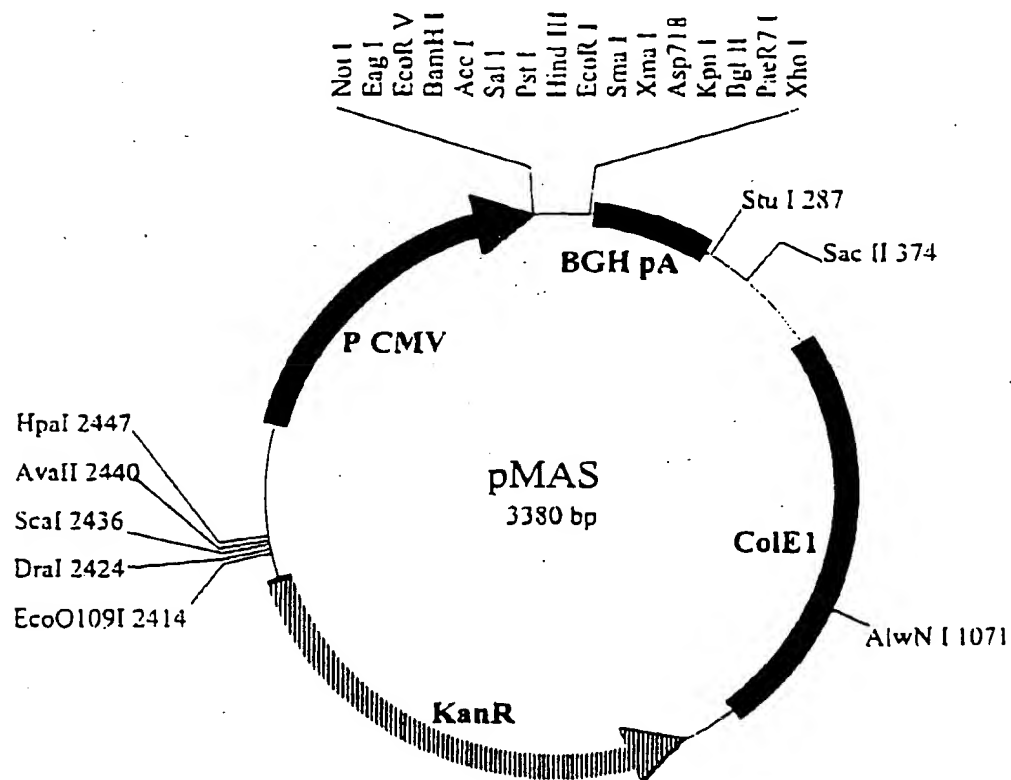 Not I
Eag I
EcoR V
BamH I
Acc I
Sal I
Pst I
Hind III
EcoR I
Sma I
Xma I
Asp718
Kpn I
Bgl II
PaeR7 I
Xho I
Stu I 287
Sac II 374
BGH pA
P CMV
HpaI 2447
AvaII 2440
ScaI 2436
DraI 2424
EcoO109I 2414
pMAS
3380 bp
ColE1
AlwN I 1071
KanR